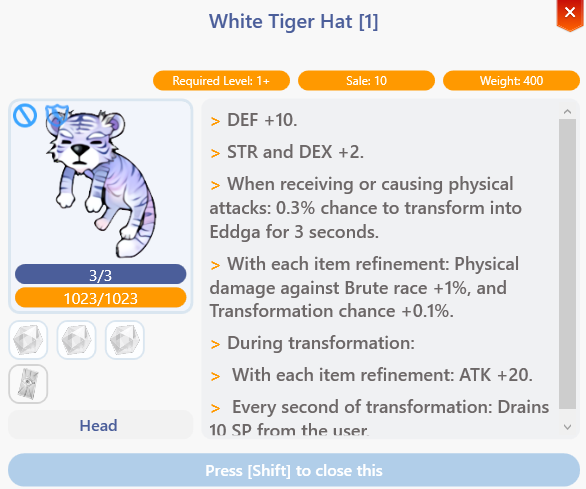 White Tiger Hat [1]
Required Level: 1+
Sale: 10
Weight: 400
3/3
1023/1023
Head
> DEF +10.
> STR and DEX +2.
> When receiving or causing physical
attacks: 0.3% chance to transform into
Eddga for 3 seconds.
> With each item refinement: Physical
damage against Brute race +1%, and
Transformation chance +0.1%.
> During transformation:
> With each item refinement: ATK +20.
> Every second of transformation: Drains
10 SP from the user.
Press [Shift] to close this